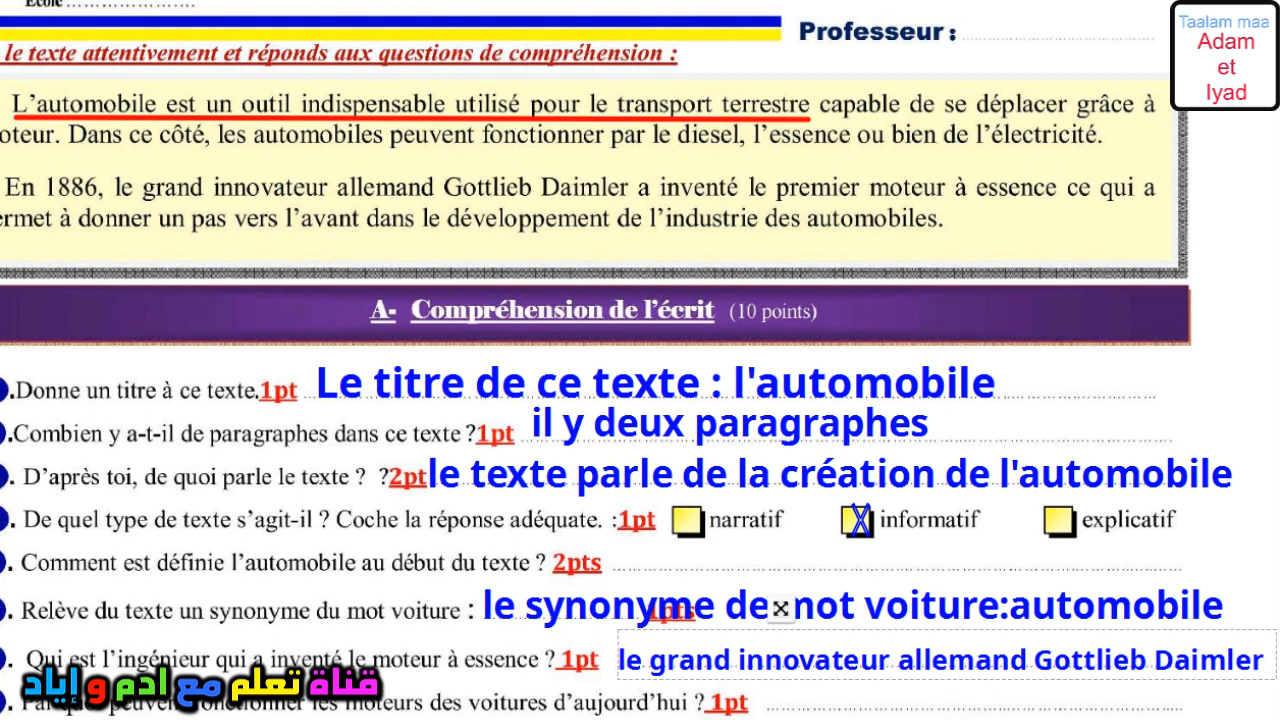 Ecole ........................
Professeur :
Taalam maa
Adam
et
Iyad
le texte attentivement et réponds aux questions de compréhension :
L'automobile est un outil indispensable utilisé pour le transport terrestre capable de se déplacer grâce à
oteur. Dans ce côté, les automobiles peuvent fonctionner par le diesel, l'essence ou bien de l'électricité.
En 1886, le grand innovateur allemand Gottlieb Daimler a inventé le premier moteur à essence ce qui a
ermet à donner un pas vers l'avant dans le développement de l'industrie des automobiles.
A- Compréhension de l'écrit (10 points)
.Donne un titre à ce texte.1pt Le titre de ce texte : l'automobile
.Combien y a-t-il de paragraphes dans ce texte ?1pt il y deux paragraphes
. D'après toi, de quoi parle le texte ? ?2pt le texte parle de la création de l'automobile
. De quel type de texte s'agit-il ? Coche la réponse adéquate. :1pt narratif informatif explicatif
. Comment est définie l'automobile au début du texte ? 2pts
. Relève du texte un synonyme du mot voiture : le synonyme de not voiture:automobile
. Qui est l'ingénieur qui a inventé le moteur à essence ? 1pt le grand innovateur allemand Gottlieb Daimler
قناة تعلم مع ادم و إياد
fonctionner les moteurs des voitures d'aujourd'hui ? 1pt